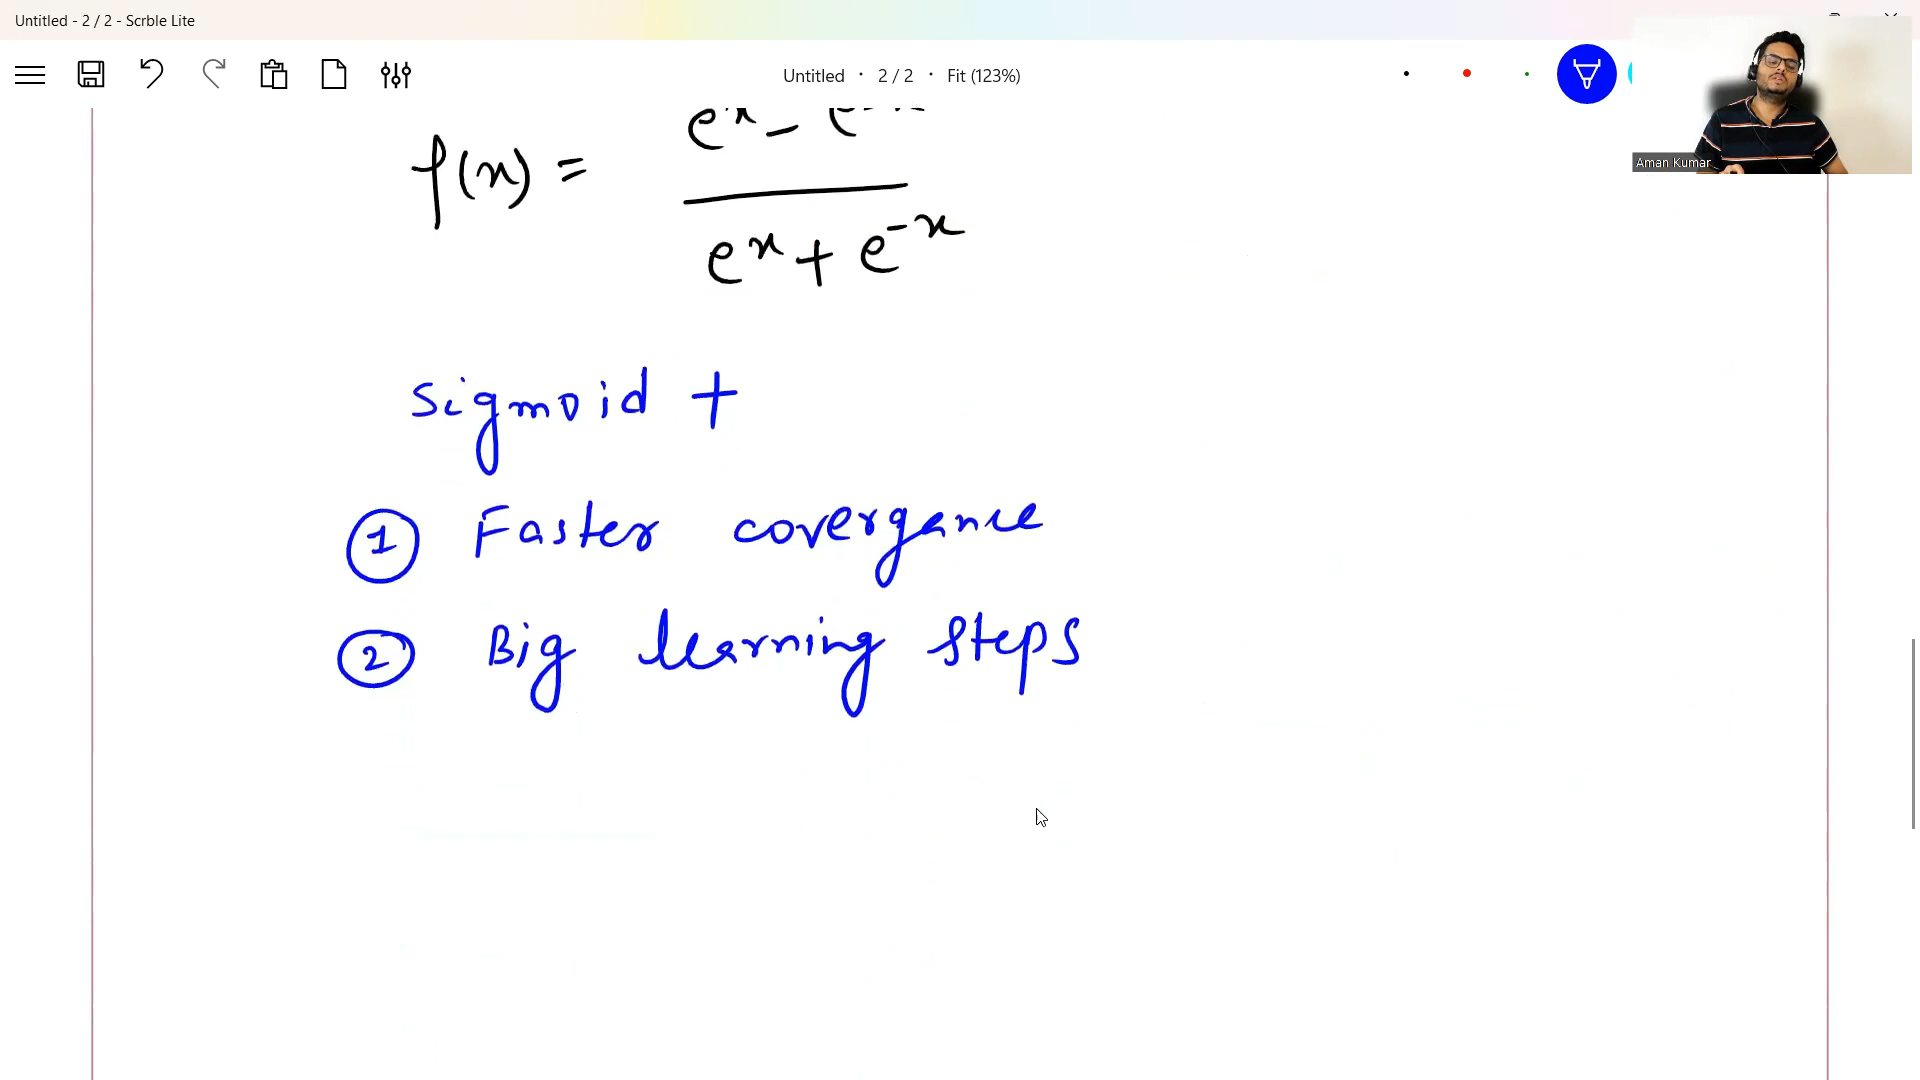 Untitled - 2 / 2 - Scrble Lite
Untitled · 2 / 2 · Fit (123%)
Aman Kumar
e^x - e^-x
f(x) =
e^x + e^-x
Sigmoid +
1 Faster covergance
2 Big learning steps